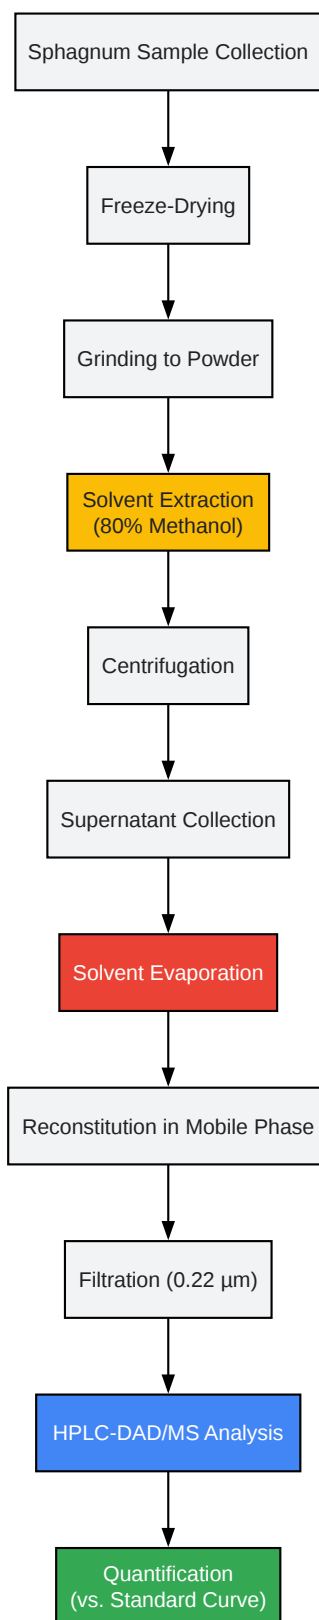 Sphagnum Sample Collection
Freeze-Drying
Grinding to Powder
Solvent Extraction
(80% Methanol)
Centrifugation
Supernatant Collection
Solvent Evaporation
Reconstitution in Mobile Phase
Filtration (0.22 µm)
HPLC-DAD/MS Analysis
Quantification
(vs. Standard Curve)